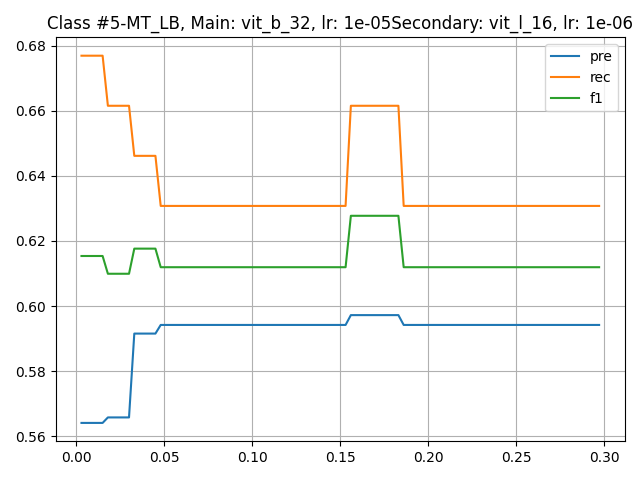 Class #5-MT_LB, Main: vit_b_32, lr: 1e-05Secondary: vit_l_16, lr: 1e-06
0.68
0.66
0.64
0.62
0.60
0.58
0.56
pre
rec
f1
0.00 0.05 0.10 0.15 0.20 0.25 0.30